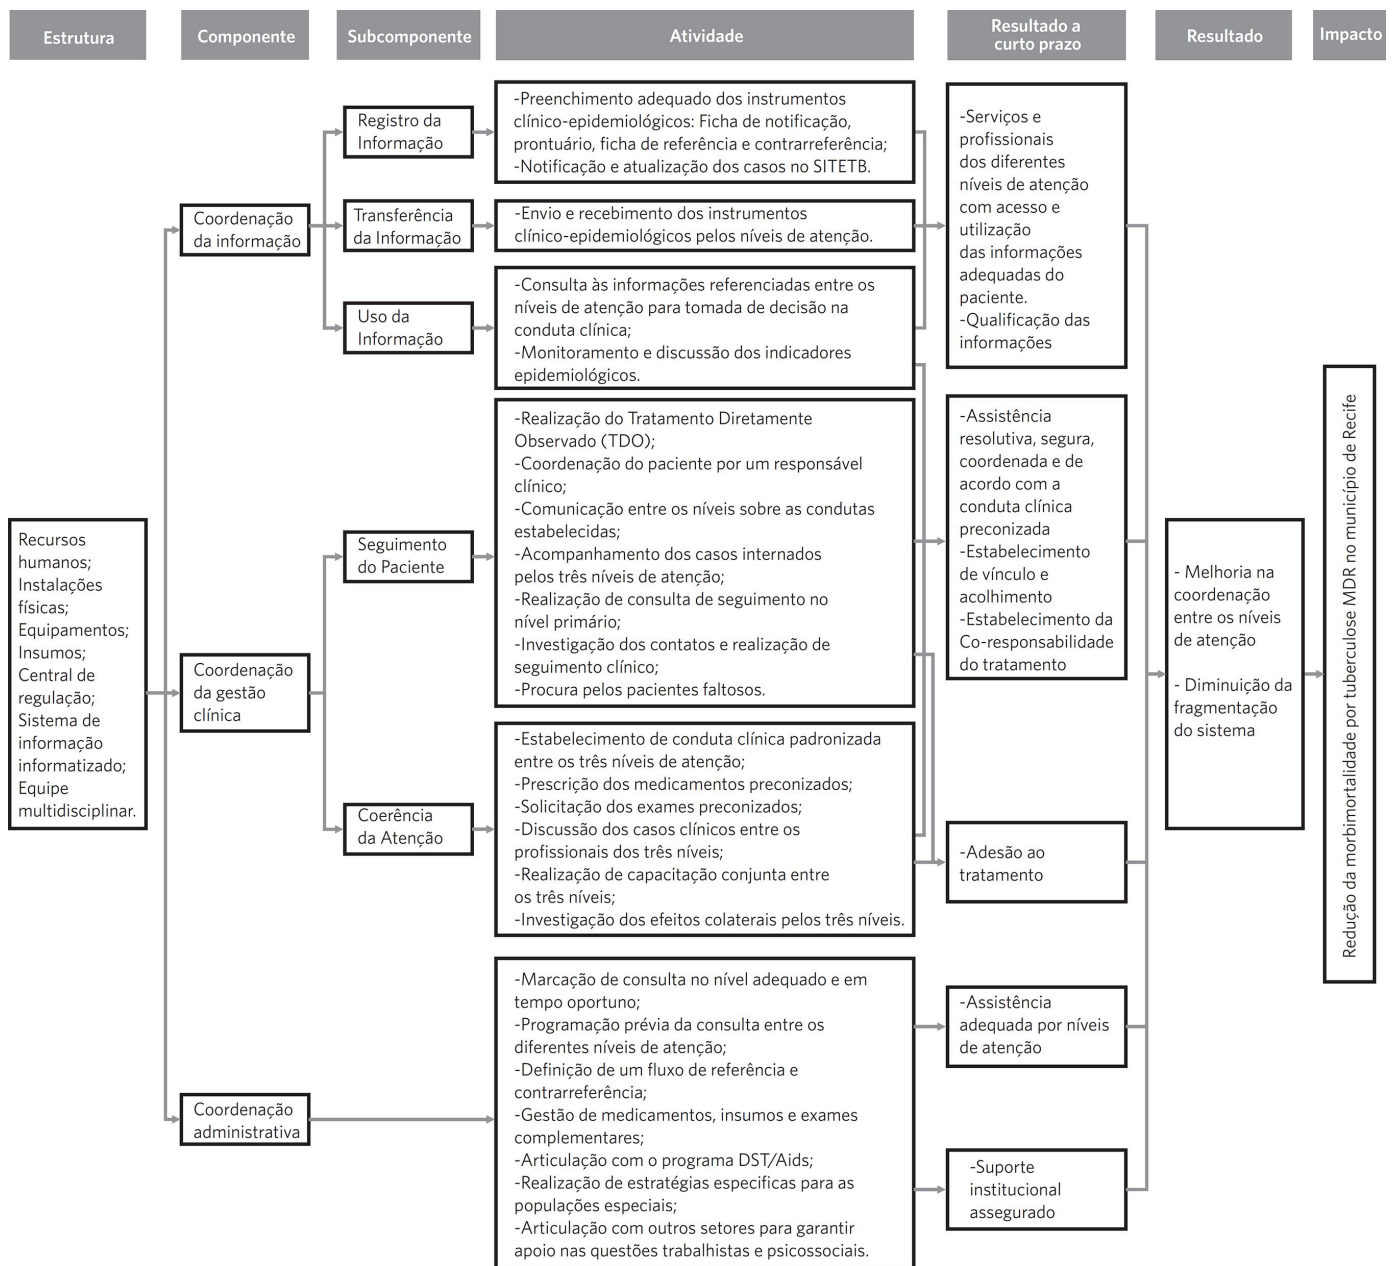 Estrutura
Componente
Subcomponente
Atividade
Resultado a
curto prazo
Resultado
Impacto
Recursos
humanos;
Instalações
físicas;
Equipamentos;
Insumos;
Central de
regulação;
Sistema de
informação
informatizado;
Equipe
multidisciplinar.
Coordenação
da informação
Registro da
Informação
-Preenchimento adequado dos instrumentos
clínico-epidemiológicos: Ficha de notificação,
prontuário, ficha de referência e contrarreferência;
-Notificação e atualização dos casos no SITETB.
Transferência
da Informação
-Envio e recebimento dos instrumentos
clínico-epidemiológicos pelos níveis de atenção.
Uso da
Informação
-Consulta às informações referenciadas entre os
níveis de atenção para tomada de decisão na
conduta clínica;
-Monitoramento e discussão dos indicadores
epidemiológicos.
-Serviços e
profissionais
dos diferentes
níveis de atenção
com acesso e
utilização
das informações
adequadas do
paciente.
-Qualificação das
informações
Coordenação
da gestão
clínica
Seguimento
do Paciente
-Realização do Tratamento Diretamente
Observado (TDO);
-Coordenação do paciente por um responsável
clínico;
-Comunicação entre os níveis sobre as condutas
estabelecidas;
-Acompanhamento dos casos internados
pelos três níveis de atenção;
-Realização de consulta de seguimento no
nível primário;
-Investigação dos contatos e realização de
seguimento clínico;
-Procura pelos pacientes faltosos.
-Assistência
resolutiva, segura,
coordenada e de
acordo com a
conduta clínica
preconizada
-Estabelecimento
de vínculo e
acolhimento
-Estabelecimento da
Co-responsabilidade
do tratamento
Coerência
da Atenção
-Estabelecimento de conduta clínica padronizada
entre os três níveis de atenção;
-Prescrição dos medicamentos preconizados;
-Solicitação dos exames preconizados;
-Discussão dos casos clínicos entre os
profissionais dos três níveis;
-Realização de capacitação conjunta entre
os três níveis;
-Investigação dos efeitos colaterais pelos três níveis.
-Adesão ao
tratamento
Coordenação
administrativa
-Marcação de consulta no nível adequado e em
tempo oportuno;
-Programação prévia da consulta entre os
diferentes níveis de atenção;
-Definição de um fluxo de referência e
contrarreferência;
-Gestão de medicamentos, insumos e exames
complementares;
-Articulação com o programa DST/Aids;
-Realização de estratégias especificas para as
populações especiais;
-Articulação com outros setores para garantir
apoio nas questões trabalhistas e psicossociais.
-Assistência
adequada por níveis
de atenção
-Suporte
institucional
assegurado
- Melhoria na
coordenação
entre os níveis
de atenção
- Diminuição da
fragmentação
do sistema
Redução da morbimortalidade por tuberculose MDR no município de Recife